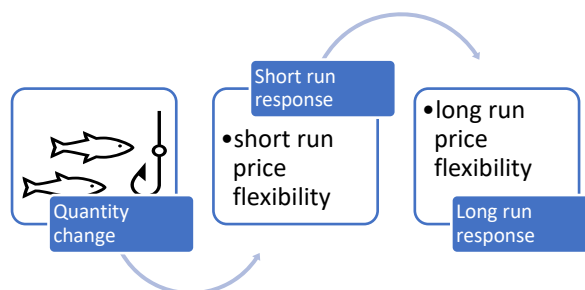 Quantity
change
Short run
response
•short run
price
flexibility
•long run
price
flexibility
Long run
response